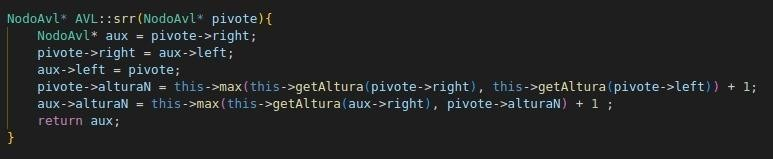 NodoAvl* AVL::srr(NodoAvl* pivote){
    NodoAvl* aux = pivote->right;
    pivote->right = aux->left;
    aux->left = pivote;
    pivote->alturaN = this->max(this->getAltura(pivote->right), this->getAltura(pivote->left)) + 1;
    aux->alturaN = this->max(this->getAltura(aux->right), pivote->alturaN) + 1 ;
    return aux;
}